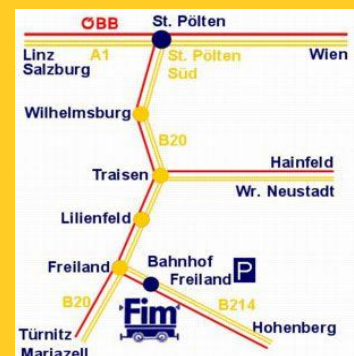 ÖBB
St. Pölten
Linz
Salzburg
A1
St. Pölten
Süd
Wien
Wilhelmsburg
B20
Traisen
Hainfeld
Wr. Neustadt
Lilienfeld
Freiland
Bahnhof
Freiland
P
B20
Fim
B214
Türnitz
Mariazell
Hohenberg